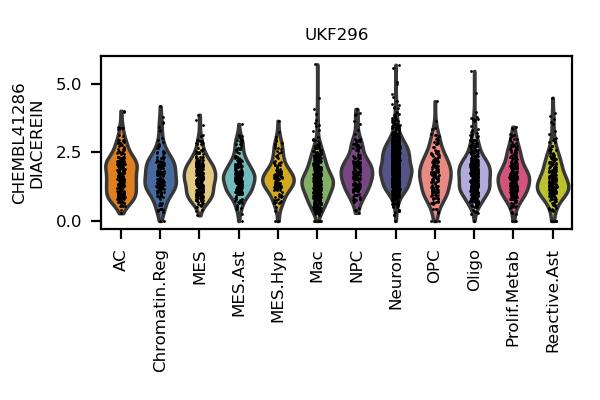 UKF296
CHEMBL41286
DIACEREIN
5.0
2.5
0.0
AC
Chromatin.Reg
MES
MES.Ast
MES.Hyp
Mac
NPC
Neuron
OPC
Oligo
Prolif.Metab
Reactive.Ast